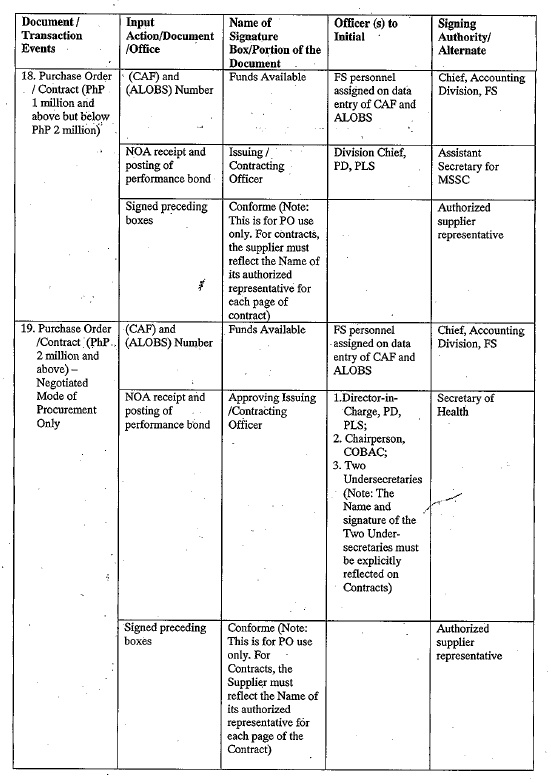 Document /
Transaction
Events
Input
Action/Document
/Office
Name of
Signature
Box/Portion of the
Document
Officer (s) to
Initial
Signing
Authority/
Alternate
18. Purchase Order
/ Contract (PhP
1 million and
above but below
PhP 2 million)
(CAF) and
(ALOBS) Number
Funds Available
FS personnel
assigned on data
entry of CAF and
ALOBS
Chief, Accounting
Division, FS
NOA receipt and
posting of
performance bond
Issuing /
Contracting
Officer
Division Chief,
PD, PLS
Assistant
Secretary for
MSSC
Signed preceding
boxes
Conforme (Note:
This is for PO use
only. For contracts,
the supplier must
reflect the Name of
its authorized
representative for
each page of
contract)
Authorized
supplier
representative
19. Purchase Order
/Contract (PhP
2 million and
above) –
Negotiated
Mode of
Procurement
Only
(CAF) and
(ALOBS) Number
Funds Available
FS personnel
assigned on data
entry of CAF and
ALOBS
Chief, Accounting
Division, FS
NOA receipt and
posting of
performance bond
Approving Issuing
/Contracting
Officer
1.Director-in-
Charge, PD,
PLS;
2. Chairperson,
COBAC;
3. Two
Undersecretaries
(Note: The
Name and
signature of the
Two Under-
secretaries must
be explicitly
reflected on
Contracts)
Secretary of
Health
Signed preceding
boxes
Conforme (Note:
This is for PO use
only. For
Contracts, the
Supplier must
reflect the Name of
its authorized
representative for
each page of the
Contract)
Authorized
supplier
representative